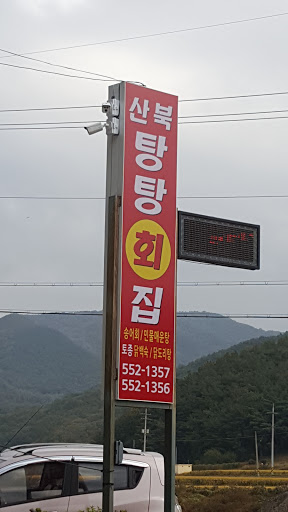 산북
탕탕
회
집
송어회/민물매운탕
토종닭백숙/닭도리탕
552-1357
552-1356